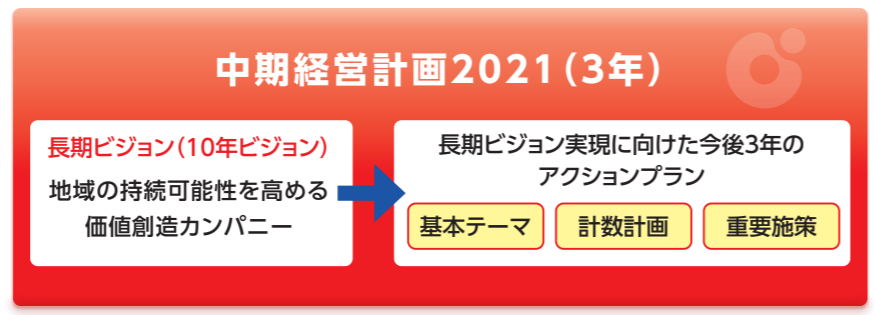 中期経営計画2021(3年)
長期ビジョン(10年ビジョン)
地域の持続可能性を高める
価値創造カンパニー
長期ビジョン実現に向けた今後3年の
アクションプラン
基本テーマ
計数計画
重要施策